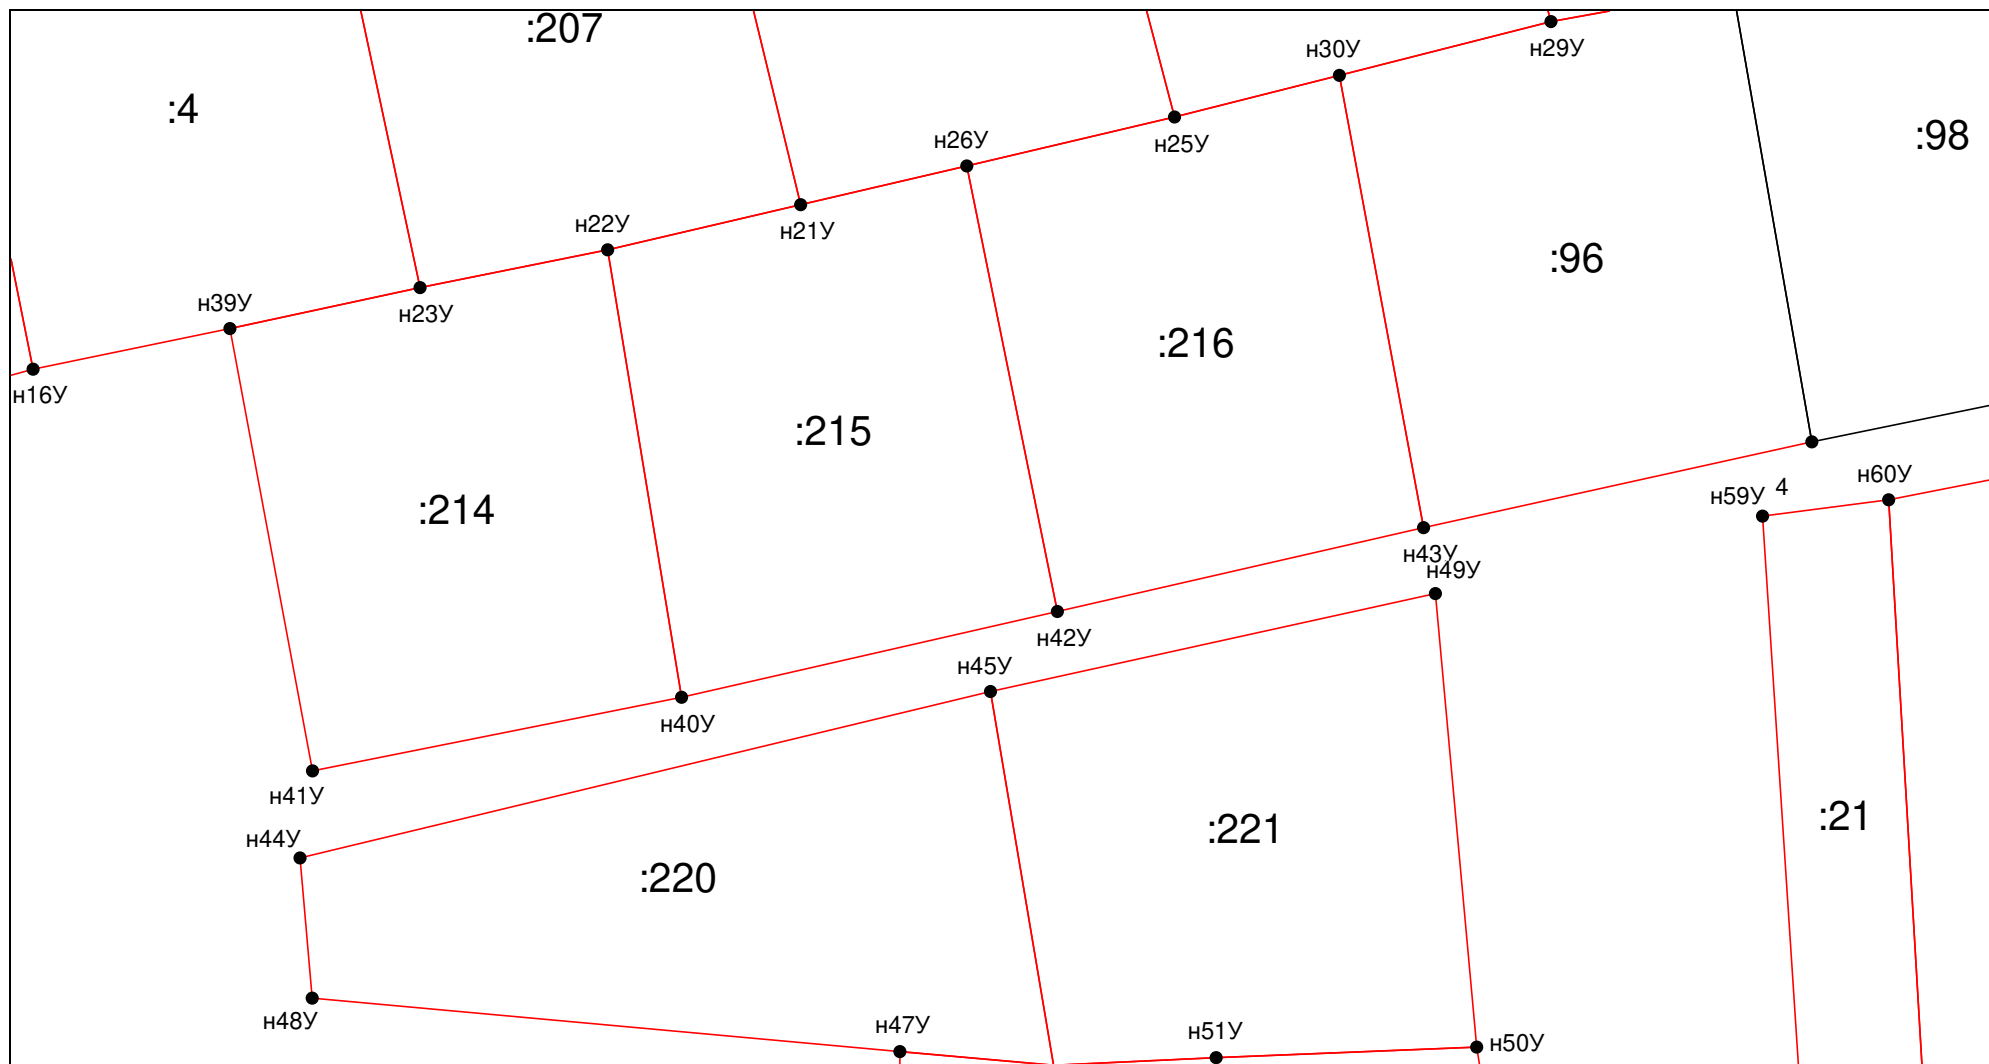 :207
н29У
н30У
:4
:98
н25У
н26У
н21У
н22У
:96
н39У
н23У
:216
н16У
:215
н60У
н59У 4
:214
н43У
н49У
н42У
н45У
н40У
н41У
:21
:221
н44У
:220
н48У
н47У
н51У
н50У